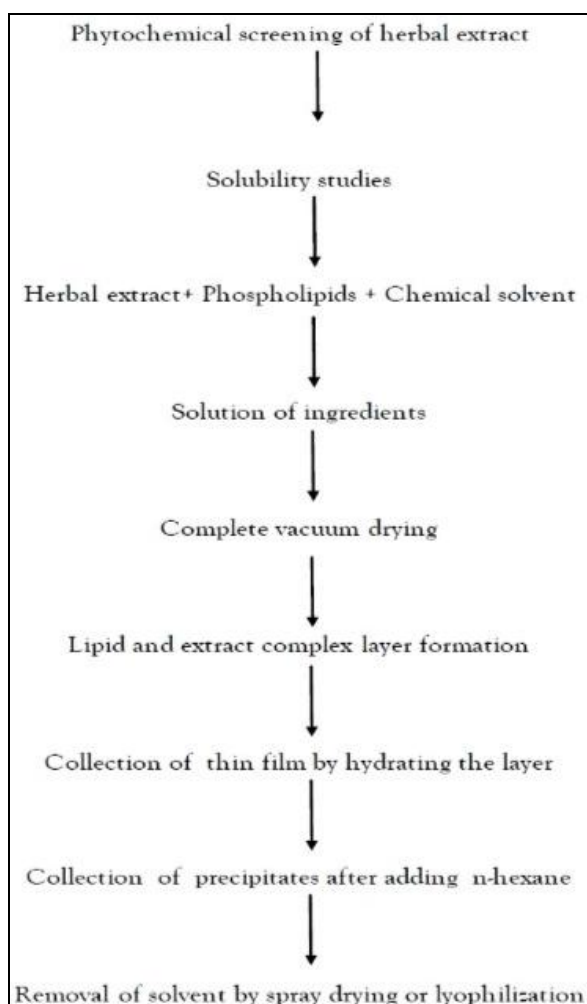 Phytochemical screening of herbal extract
Solubility studies
Herbal extract+ Phospholipids + Chemical solvent
Solution of ingredients
Complete vacuum drying
Lipid and extract complex layer formation
Collection of thin film by hydrating the layer
Collection of precipitates after adding n-hexane
Removal of solvent by spray drying or lyophilization